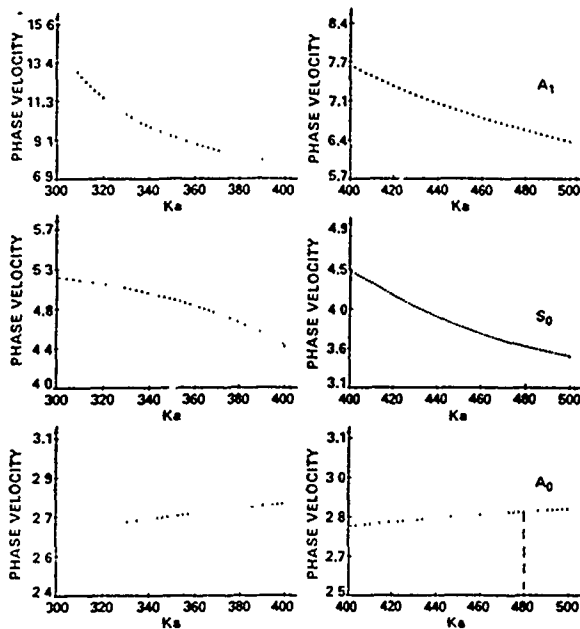 PHASE VELOCITY
15 6
13.4
11.3
9.1
6 9
300 320 340 360 380 400
Ka
PHASE VELOCITY
8.4
7.7
7.1
6.4
5.7
A1
400 420 440 460 480 500
Ka
PHASE VELOCITY
5.7
5.3
4.8
4.4
4 0
300 320 340 360 380 400
Ka
PHASE VELOCITY
4.9
4.5
4.0
3.6
3.1
S0
400 420 440 460 480 500
Ka
PHASE VELOCITY
3.1
2.9
2.7
2.6
2 4
300 320 340 360 380 400
Ka
PHASE VELOCITY
3.1
3 0
2.8
2.7
2 5
A0
400 420 440 460 480 500
Ka